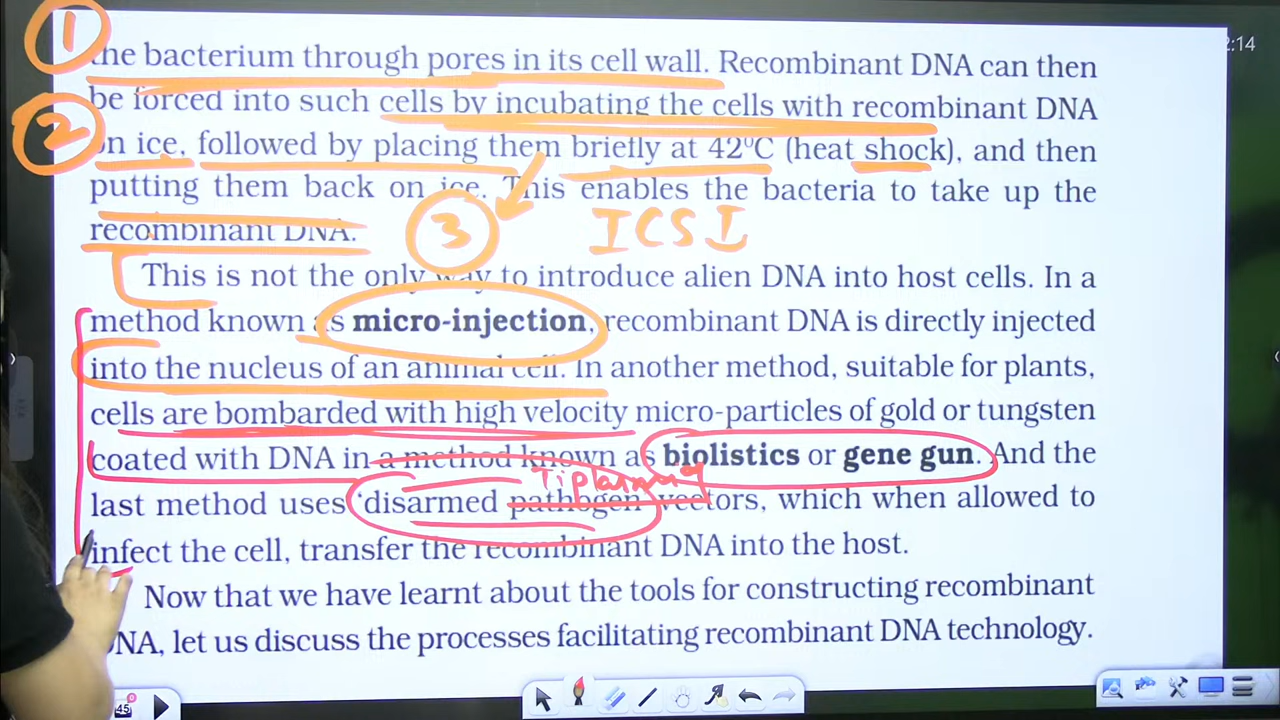 1
the bacterium through pores in its cell wall. Recombinant DNA can then
be forced into such cells by incubating the cells with recombinant DNA
2
on ice, followed by placing them briefly at 42⁰C (heat shock), and then
putting them back on ice. This enables the bacteria to take up the
recombinant DNA.
3
ICSI
This is not the only way to introduce alien DNA into host cells. In a
method known as micro-injection, recombinant DNA is directly injected
into the nucleus of an animal cell. In another method, suitable for plants,
cells are bombarded with high velocity micro-particles of gold or tungsten
coated with DNA in a method known as biolistics or gene gun. And the
Ti plasmid
last method uses 'disarmed pathogen vectors, which when allowed to
infect the cell, transfer the recombinant DNA into the host.
Now that we have learnt about the tools for constructing recombinant
DNA, let us discuss the processes facilitating recombinant DNA technology.
2:14
45